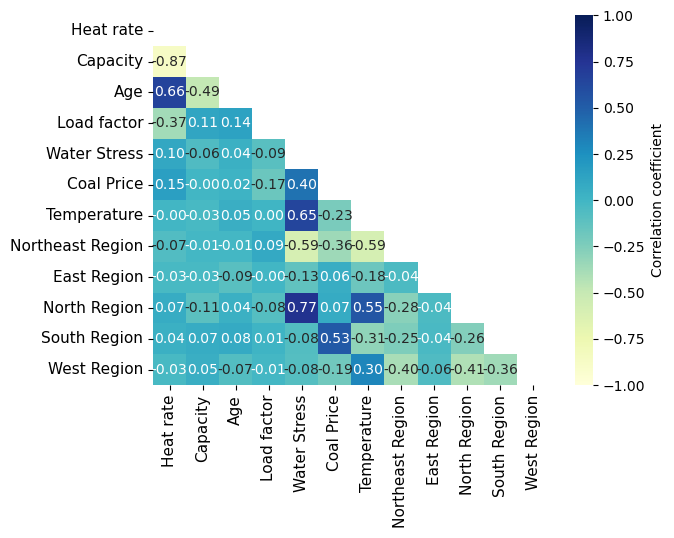 Heat rate
Capacity -0.87
Age 0.66 -0.49
Load factor -0.37 0.11 0.14
Water Stress 0.10 -0.06 0.04 -0.09
Coal Price 0.15 -0.00 0.02 -0.17 0.40
Temperature -0.00 -0.03 0.05 0.00 0.65 -0.23
Northeast Region -0.07 -0.01 -0.01 0.09 -0.59 -0.36 -0.59
East Region -0.03 -0.03 -0.09 -0.00 -0.13 0.06 -0.18 -0.04
North Region 0.07 -0.11 0.04 -0.08 0.77 0.07 0.55 -0.28 -0.04
South Region 0.04 0.07 0.08 0.01 -0.08 0.53 -0.31 -0.25 -0.04 -0.26
West Region -0.03 0.05 -0.07 -0.01 -0.08 -0.19 0.30 -0.40 -0.06 -0.41 -0.36
Heat rate
Capacity
Age
Load factor
Water Stress
Coal Price
Temperature
Northeast Region
East Region
North Region
South Region
West Region
1.00
0.75
0.50
0.25
0.00
-0.25
-0.50
-0.75
-1.00
Correlation coefficient